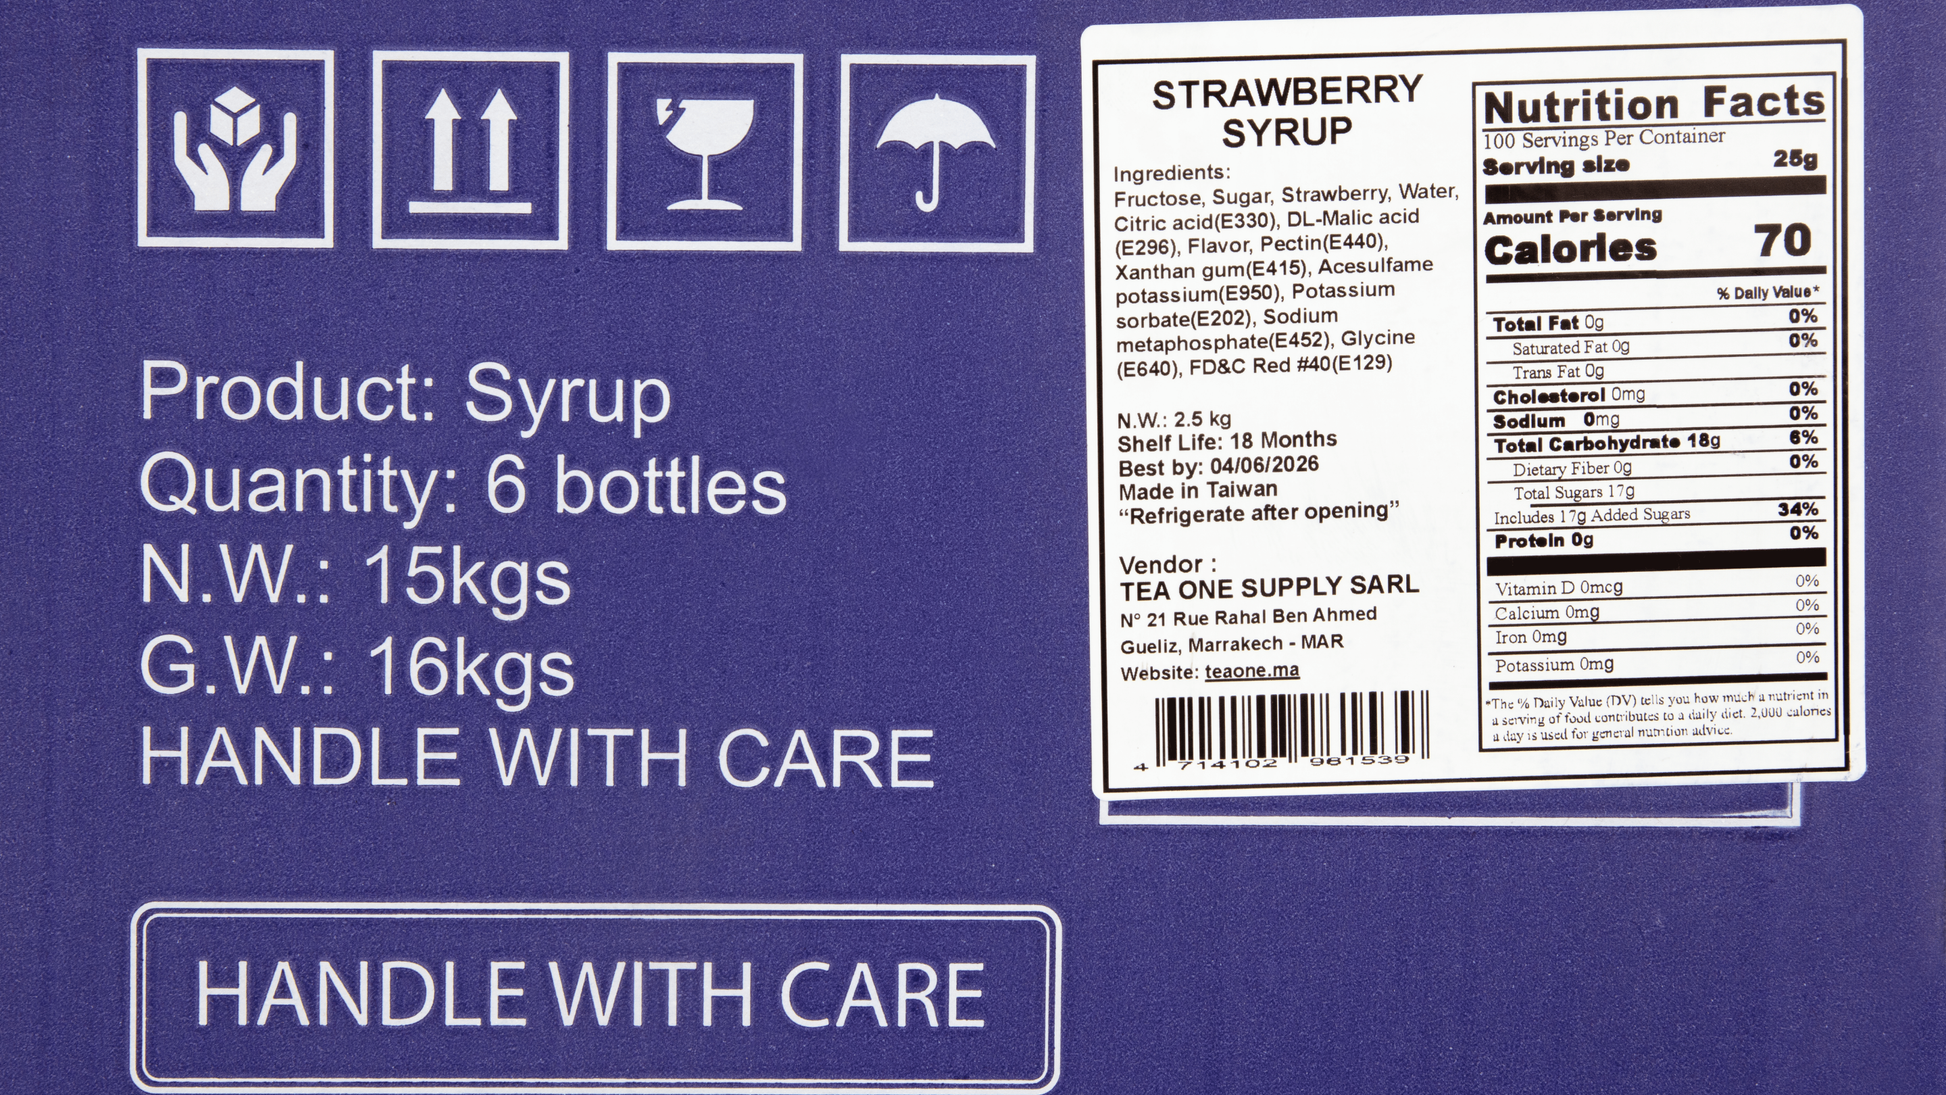 Product: Syrup
Quantity: 6 bottles
N.W.: 15kgs
G.W.: 16kgs
HANDLE WITH CARE
HANDLE WITH CARE
STRAWBERRY
SYRUP
Ingredients:
Fructose, Sugar, Strawberry, Water,
Citric acid(E330), DL-Malic acid
(E296), Flavor, Pectin(E440),
Xanthan gum(E415), Acesulfame
potassium(E950), Potassium
sorbate(E202), Sodium
metaphosphate(E452), Glycine
(E640), FD&C Red #40(E129)
N.W.: 2.5 kg
Shelf Life: 18 Months
Best by: 04/06/2026
Made in Taiwan
“Refrigerate after opening”
Vendor :
TEA ONE SUPPLY SARL
N° 21 Rue Rahal Ben Ahmed
Gueliz, Marrakech - MAR
Website: teaone.ma
4 714102 961539
Nutrition Facts
100 Servings Per Container
Serving size 25g
Amount Per Serving
Calories 70
% Daily Value*
Total Fat 0g 0%
Saturated Fat 0g 0%
Trans Fat 0g
Cholesterol 0mg 0%
Sodium 0mg 0%
Total Carbohydrate 18g 6%
Dietary Fiber 0g 0%
Total Sugars 17g
Includes 17g Added Sugars 34%
Protein 0g 0%
Vitamin D 0mcg 0%
Calcium 0mg 0%
Iron 0mg 0%
Potassium 0mg 0%
*The % Daily Value (DV) tells you how much a nutrient in
a serving of food contributes to a daily diet. 2,000 calories
a day is used for general nutrition advice.